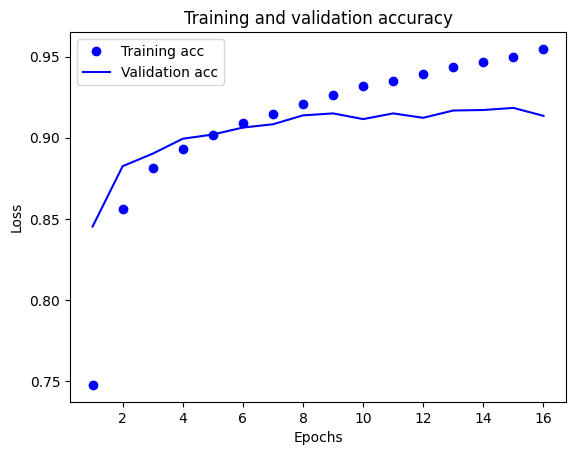 Training and validation accuracy
Training acc
Validation acc
0.95
0.90
0.85
0.80
0.75
Loss
2 4 6 8 10 12 14 16
Epochs